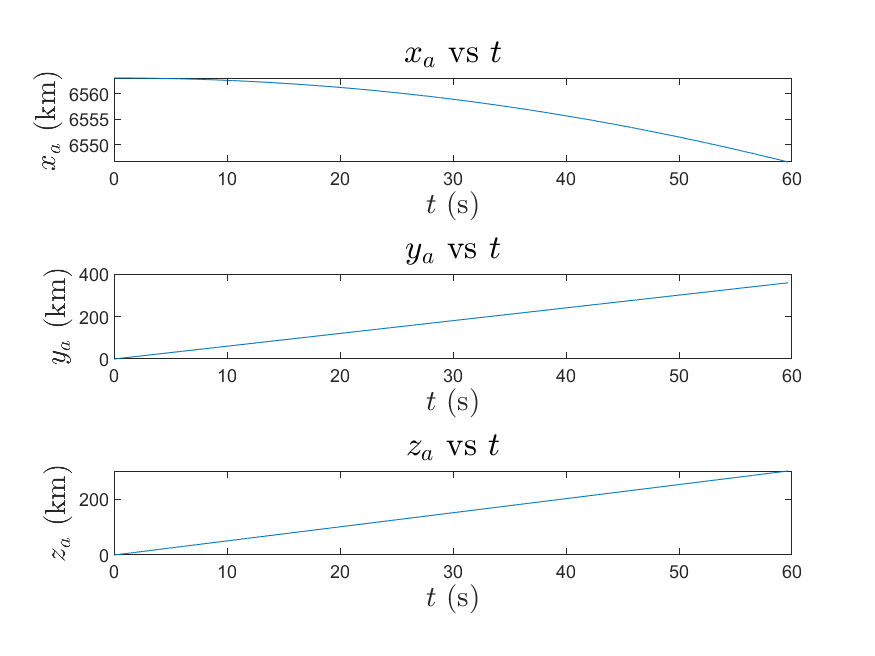 x_a vs t
6560
6555
6550
x_a (km)
0 10 20 30 40 50 60
t (s)
y_a vs t
400
200
0
y_a (km)
0 10 20 30 40 50 60
t (s)
z_a vs t
200
0
z_a (km)
0 10 20 30 40 50 60
t (s)